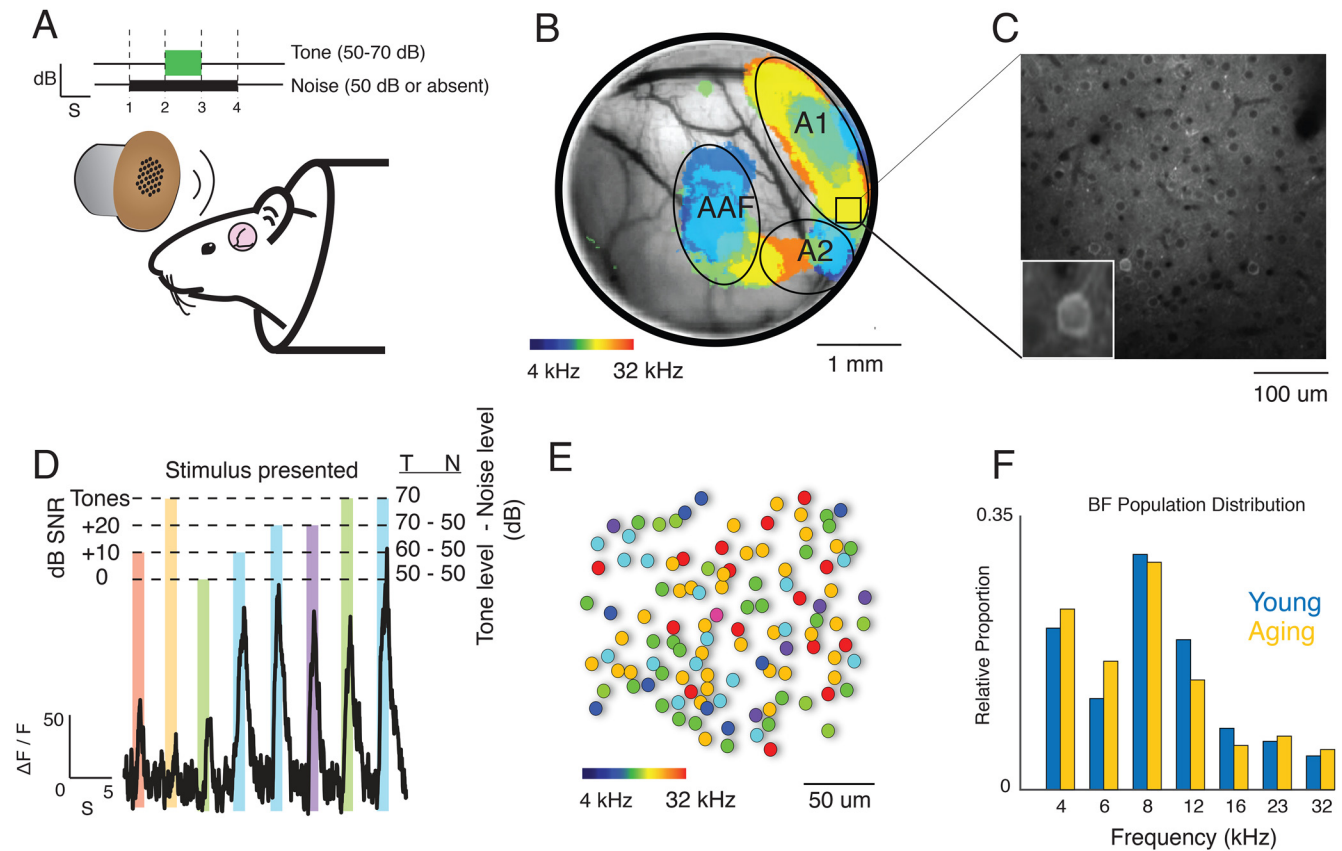 A
Tone (50-70 dB)
dB
Noise (50 dB or absent)
S
1 2 3 4
B
A1
AAF
A2
4 kHz 32 kHz
1 mm
C
100 um
D
Stimulus presented
T N
dB SNR
Tones
+20
+10
0
70
70 - 50
60 - 50
50 - 50
Tone level - Noise level
(dB)
50
ΔF / F
0 5
S
E
4 kHz 32 kHz
50 um
F
BF Population Distribution
0.35
Relative Proportion
0
Young
Aging
4 6 8 12 16 23 32
Frequency (kHz)